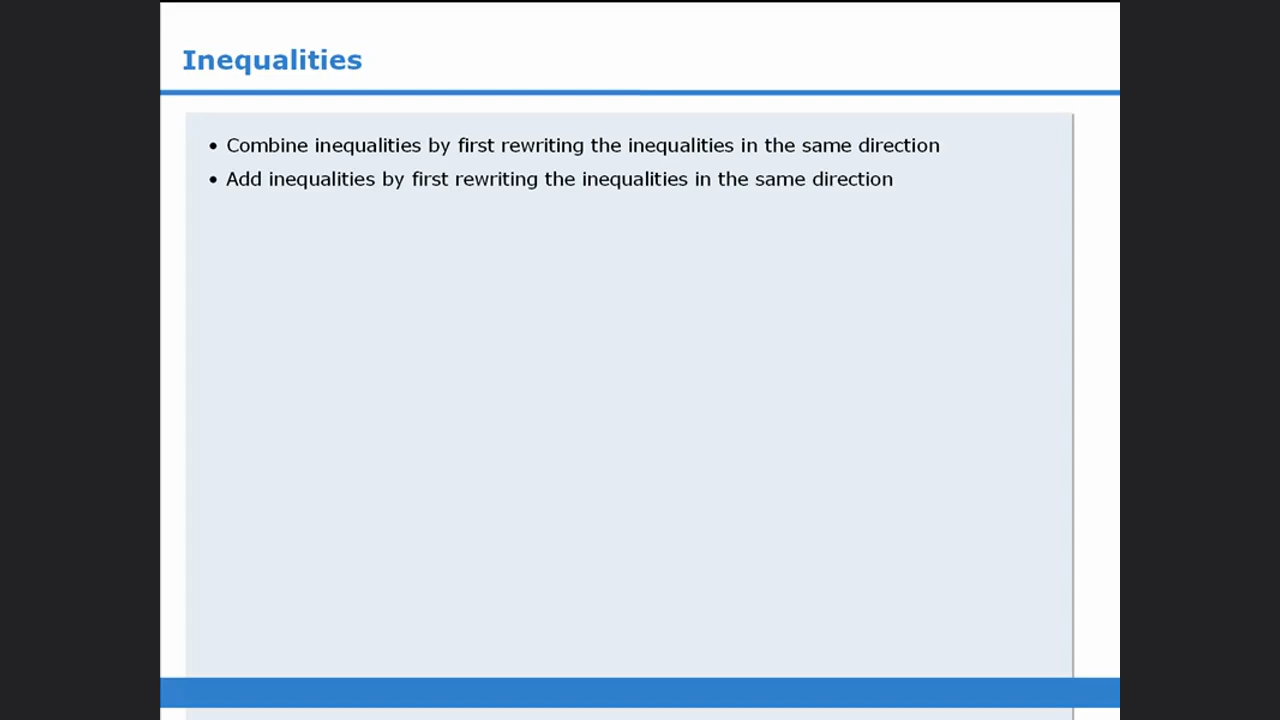 Inequalities
• Combine inequalities by first rewriting the inequalities in the same direction
• Add inequalities by first rewriting the inequalities in the same direction